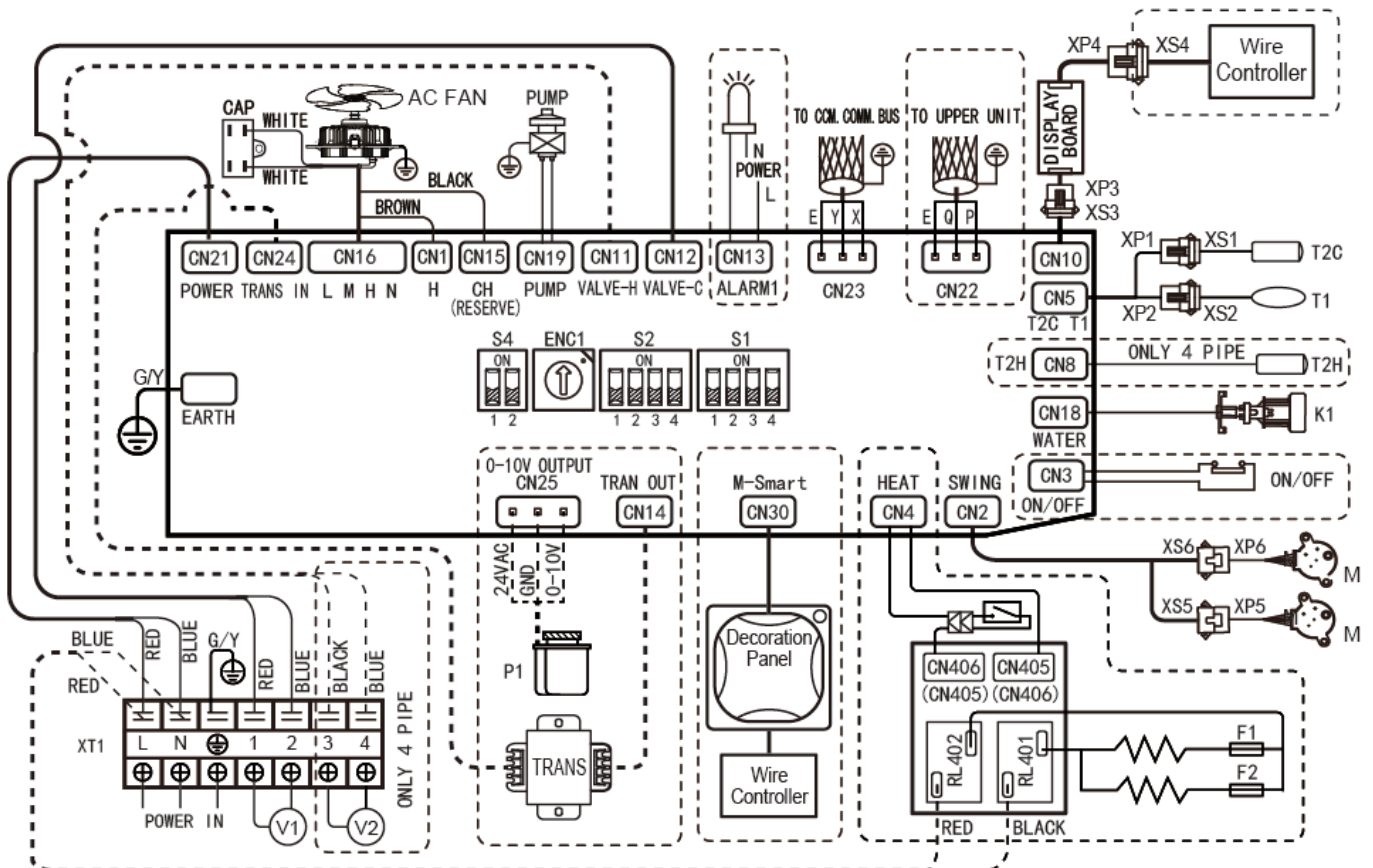 XP4 XS4
Wire
Controller
AC FAN
PUMP
CAP
WHITE
WHITE
BLACK
BROWN
N
POWER
L
TO CCM.COMM.BUS
TO UPPER UNIT
DISPLAY
BOARD
XP3
XS3
E Y X
E Q P
CN21 CN24 CN16 CN1 CN15 CN19 CN11 CN12 CN13
POWER TRANS IN L M H N H CH PUMP VALVE-H VALVE-C ALARM1
(RESERVE)
CN23
CN22
CN10
XP1 XS1 T2C
CN5
XP2 XS2 T1
T2C T1
S4 ENC1 S2 S1
ON ON ON
1 2 1 2 3 4 1 2 3 4
ONLY 4 PIPE
T2H CN8 T2H
G/Y
EARTH
CN18 K1
WATER
CN3 ON/OFF
ON/OFF
0-10V OUTPUT
CN25
TRAN OUT
CN14
M-Smart
CN30
HEAT
CN4
SWING
CN2
24VAC
GND
0-10V
XS6 XP6 M
XS5 XP5 M
BLUE
RED
RED
BLUE
G/Y
RED
BLUE
BLACK
BLUE
P1
Decoration
Panel
CN406 CN405
(CN405) (CN406)
XT1 L N 1 2 3 4
ONLY 4 PIPE
TRANS
Wire
Controller
RL402
RL401
F1
F2
POWER IN V1 V2
RED BLACK